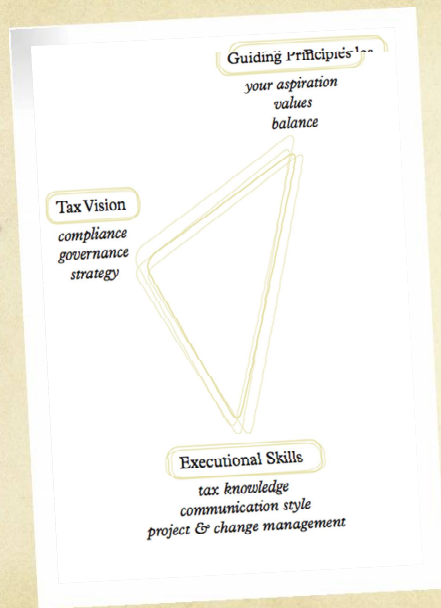 Guiding Principles
your aspiration
values
balance
Tax Vision
compliance
governance
strategy
Executional Skills
tax knowledge
communication style
project & change management